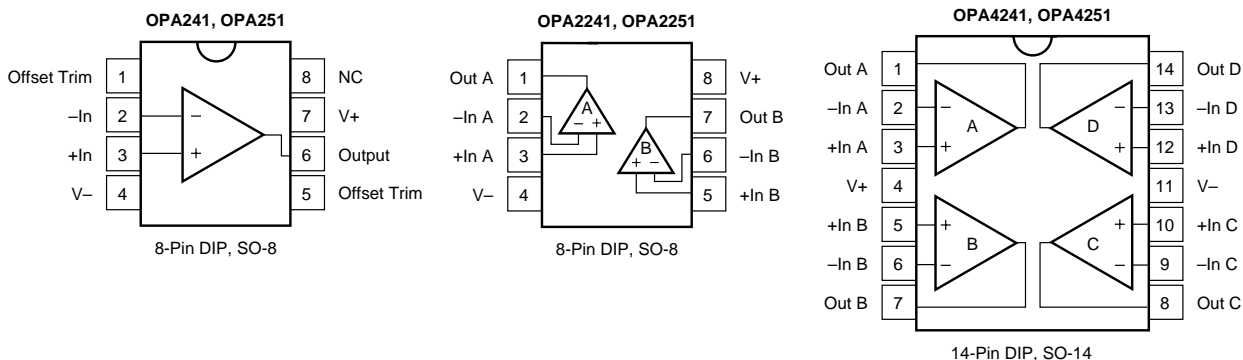 OPA241, OPA251
Offset Trim 1 8 NC
–In 2 – 7 V+
+In 3 + 6 Output
V– 4 5 Offset Trim
8-Pin DIP, SO-8
OPA2241, OPA2251
Out A 1 8 V+
–In A 2 A – + 7 Out B
+In A 3 B + – 6 –In B
V– 4 5 +In B
8-Pin DIP, SO-8
OPA4241, OPA4251
Out A 1 14 Out D
–In A 2 – – 13 –In D
A D
+In A 3 + + 12 +In D
V+ 4 11 V–
+In B 5 + + 10 +In C
B C
–In B 6 – – 9 –In C
Out B 7 8 Out C
14-Pin DIP, SO-14